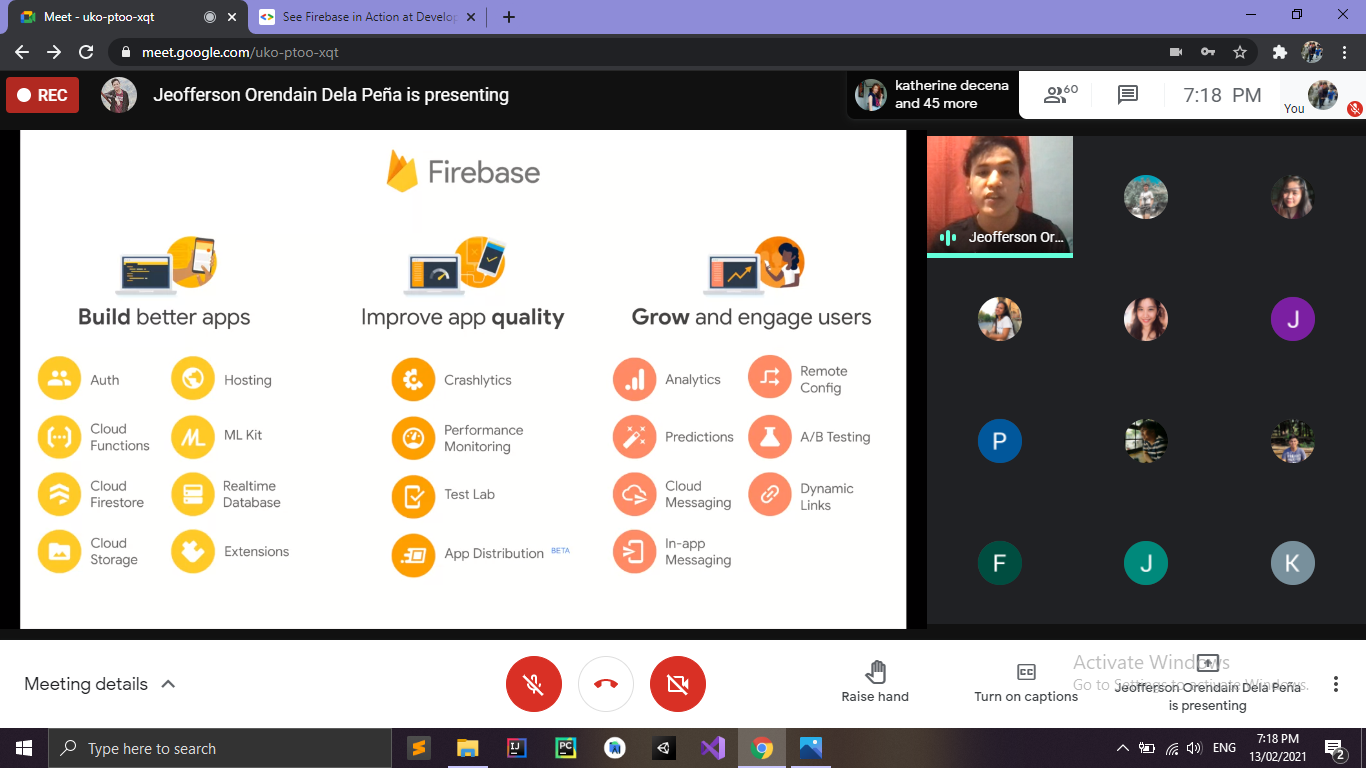 Meet - uko-ptoo-xqt
See Firebase in Action at Develop
meet.google.com/uko-ptoo-xqt
REC
Jeofferson Orendain Dela Peña is presenting
katherine decena
and 45 more
60
7:18 PM
You
Firebase
Build better apps
Auth
Hosting
Cloud
Functions
ML Kit
Cloud
Firestore
Realtime
Database
Cloud
Storage
Extensions
Improve app quality
Crashlytics
Performance
Monitoring
Test Lab
App Distribution BETA
Grow and engage users
Analytics
Remote
Config
Predictions
A/B Testing
Cloud
Messaging
Dynamic
Links
In-app
Messaging
Jeofferson Or...
J
P
F
J
K
Meeting details
Raise hand
Turn on captions
Jeofferson Orendain Dela Peña
is presenting
Activate Windows
Go to Settings to activate Windows.
Type here to search
IJ
PC
ENG
7:18 PM
13/02/2021
2